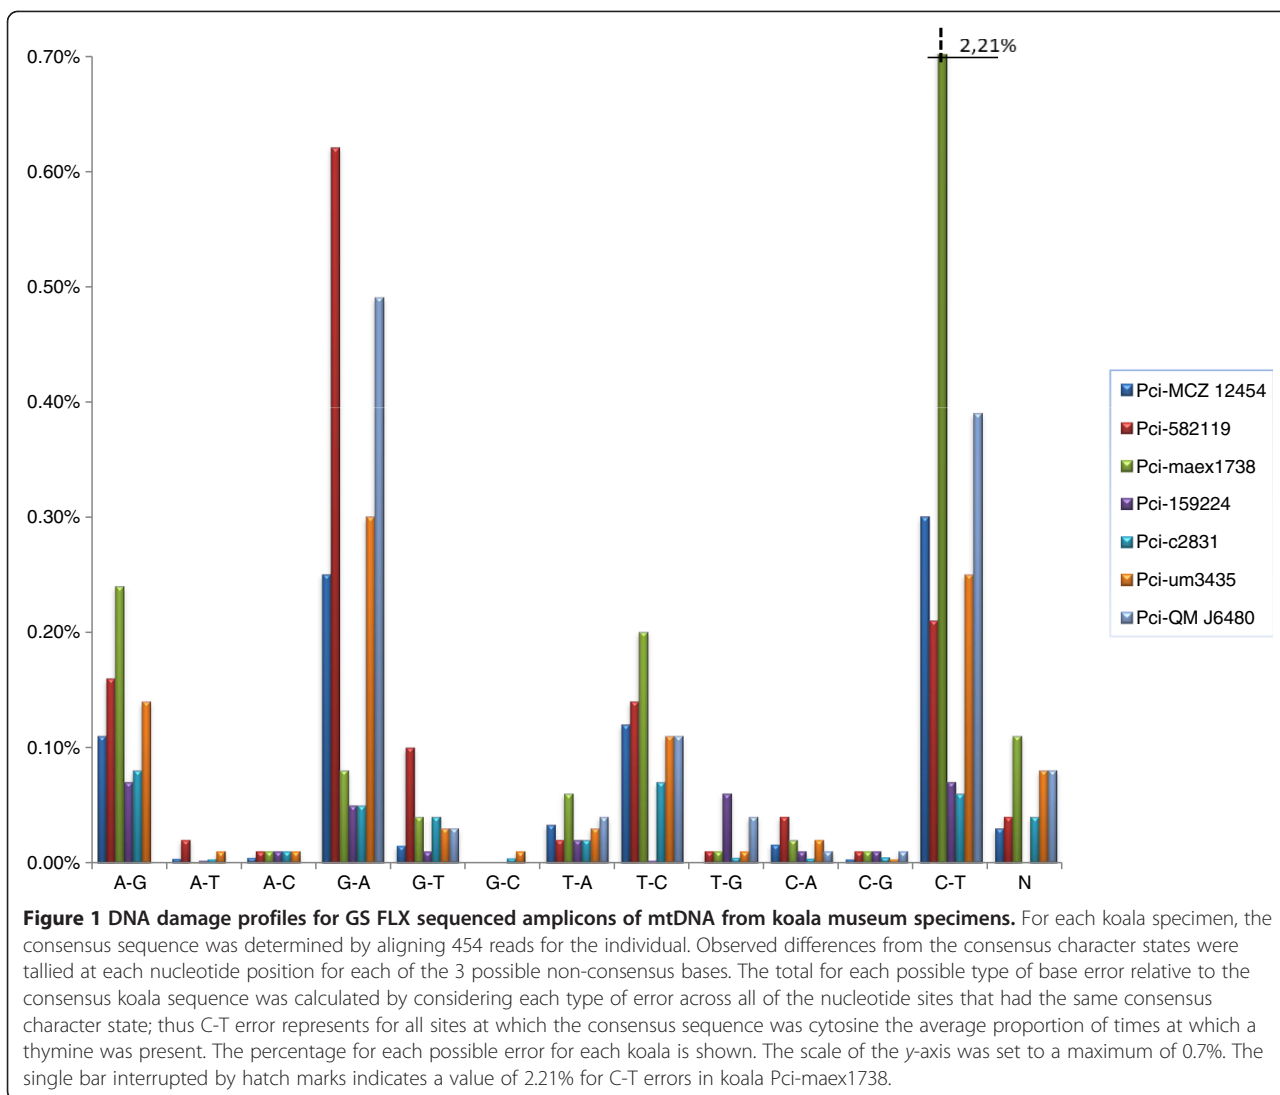 2,21%
0.70%
0.60%
0.50%
0.40%
0.30%
0.20%
0.10%
0.00%
A-G A-T A-C G-A G-T G-C T-A T-C T-G C-A C-G C-T N
Pci-MCZ 12454
Pci-582119
Pci-maex1738
Pci-159224
Pci-c2831
Pci-um3435
Pci-QM J6480
Figure 1 DNA damage profiles for GS FLX sequenced amplicons of mtDNA from koala museum specimens. For each koala specimen, the
consensus sequence was determined by aligning 454 reads for the individual. Observed differences from the consensus character states were
tallied at each nucleotide position for each of the 3 possible non-consensus bases. The total for each possible type of base error relative to the
consensus koala sequence was calculated by considering each type of error across all of the nucleotide sites that had the same consensus
character state; thus C-T error represents for all sites at which the consensus sequence was cytosine the average proportion of times at which a
thymine was present. The percentage for each possible error for each koala is shown. The scale of the y-axis was set to a maximum of 0.7%. The
single bar interrupted by hatch marks indicates a value of 2.21% for C-T errors in koala Pci-maex1738.